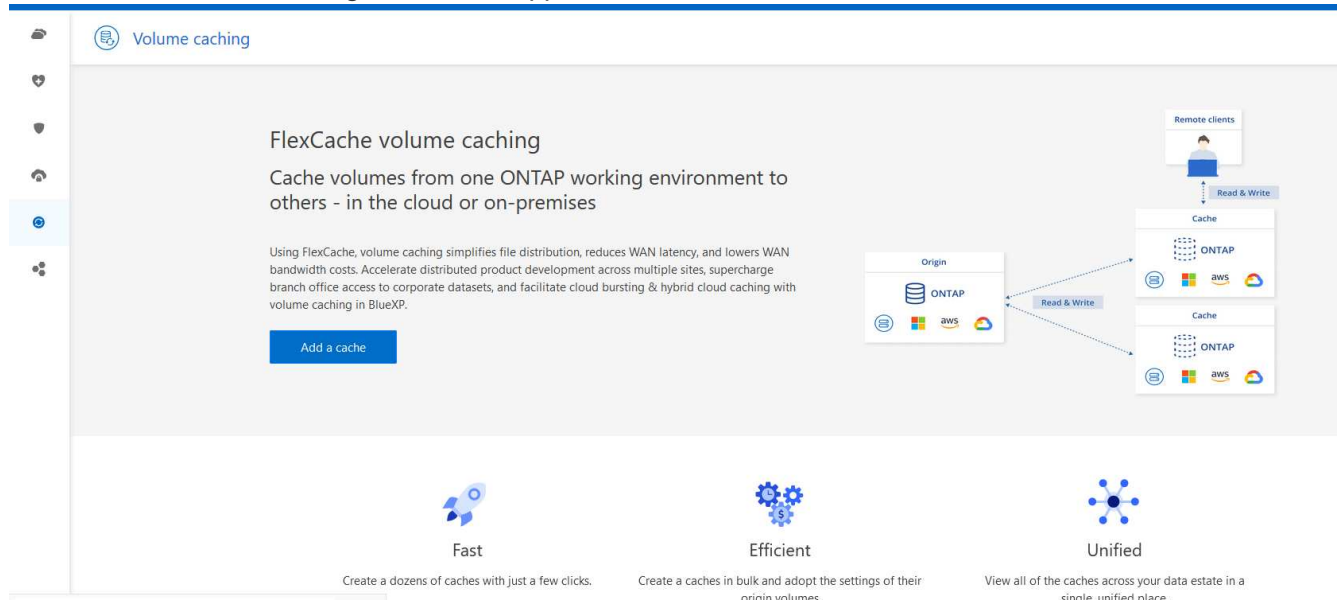 Volume caching
FlexCache volume caching
Cache volumes from one ONTAP working environment to
others - in the cloud or on-premises
Using FlexCache, volume caching simplifies file distribution, reduces WAN latency, and lowers WAN
bandwidth costs. Accelerate distributed product development across multiple sites, supercharge
branch office access to corporate datasets, and facilitate cloud bursting & hybrid cloud caching with
volume caching in BlueXP.
Add a cache
Remote clients
Read & Write
Cache
ONTAP
aws
Origin
ONTAP
aws
Read & Write
Cache
ONTAP
aws
Fast
Create a dozens of caches with just a few clicks.
Efficient
Create a caches in bulk and adopt the settings of their
origin volumes
Unified
View all of the caches across your data estate in a
single, unified place